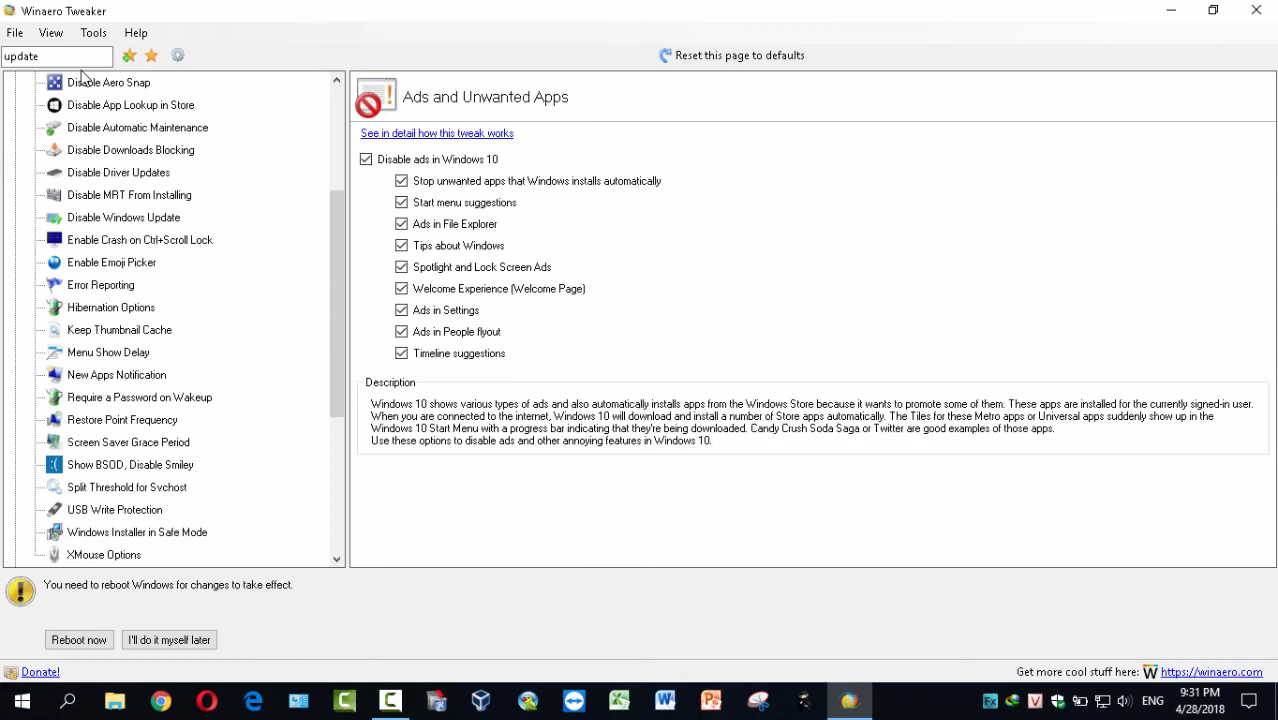 Winaero Tweaker
File View Tools Help
update
Reset this page to defaults
Disable Aero Snap
Disable App Lookup in Store
Disable Automatic Maintenance
Disable Downloads Blocking
Disable Driver Updates
Disable MRT From Installing
Disable Windows Update
Enable Crash on Ctrl+Scroll Lock
Enable Emoji Picker
Error Reporting
Hibernation Options
Keep Thumbnail Cache
Menu Show Delay
New Apps Notification
Require a Password on Wakeup
Restore Point Frequency
Screen Saver Grace Period
Show BSOD, Disable Smiley
Split Threshold for Svchost
USB Write Protection
Windows Installer in Safe Mode
XMouse Options
Ads and Unwanted Apps
See in detail how this tweak works
Disable ads in Windows 10
Stop unwanted apps that Windows installs automatically
Start menu suggestions
Ads in File Explorer
Tips about Windows
Spotlight and Lock Screen Ads
Welcome Experience (Welcome Page)
Ads in Settings
Ads in People flyout
Timeline suggestions
Description
Windows 10 shows various types of ads and also automatically installs apps from the Windows Store because it wants to promote some of them. These apps are installed for the currently signed-in user.
When you are connected to the internet, Windows 10 will download and install a number of Store apps automatically. The Tiles for these Metro apps or Universal apps suddenly show up in the
Windows 10 Start Menu with a progress bar indicating that they're being downloaded. Candy Crush Soda Saga or Twitter are good examples of those apps.
Use these options to disable ads and other annoying features in Windows 10.
You need to reboot Windows for changes to take effect.
Reboot now
I'll do it myself later
Donate!
Get more cool stuff here: W https://winaero.com
ENG
9:31 PM
4/28/2018